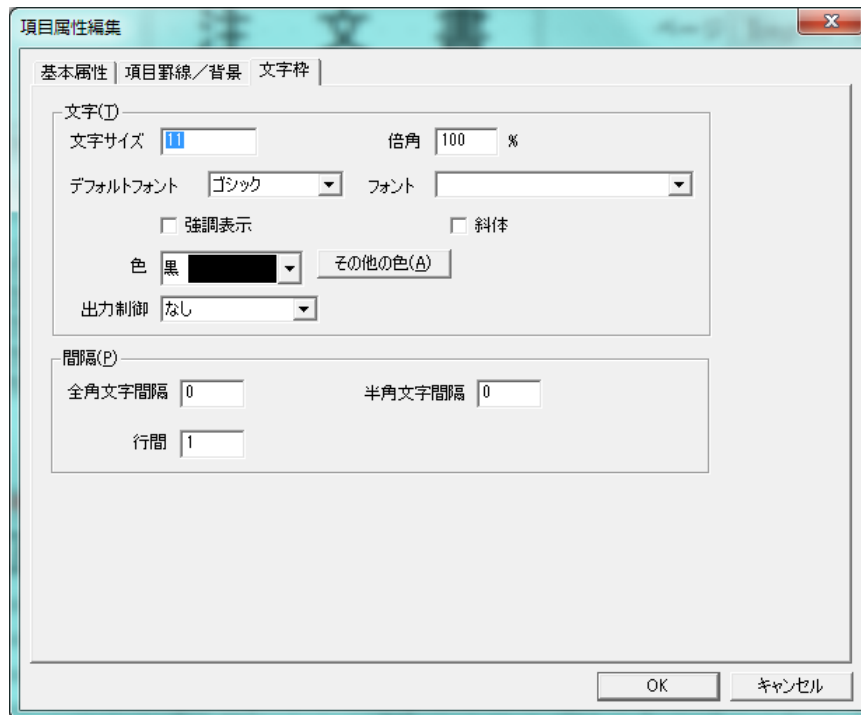 項目属性編集
注 文 書
基本属性 項目罫線／背景 文字枠
文字(T)
文字サイズ 11 倍角 100 %
デフォルトフォント ゴシック フォント
強調表示 斜体
色 黒 その他の色(A)
出力制御 なし
間隔(P)
全角文字間隔 0 半角文字間隔 0
行間 1
OK キャンセル